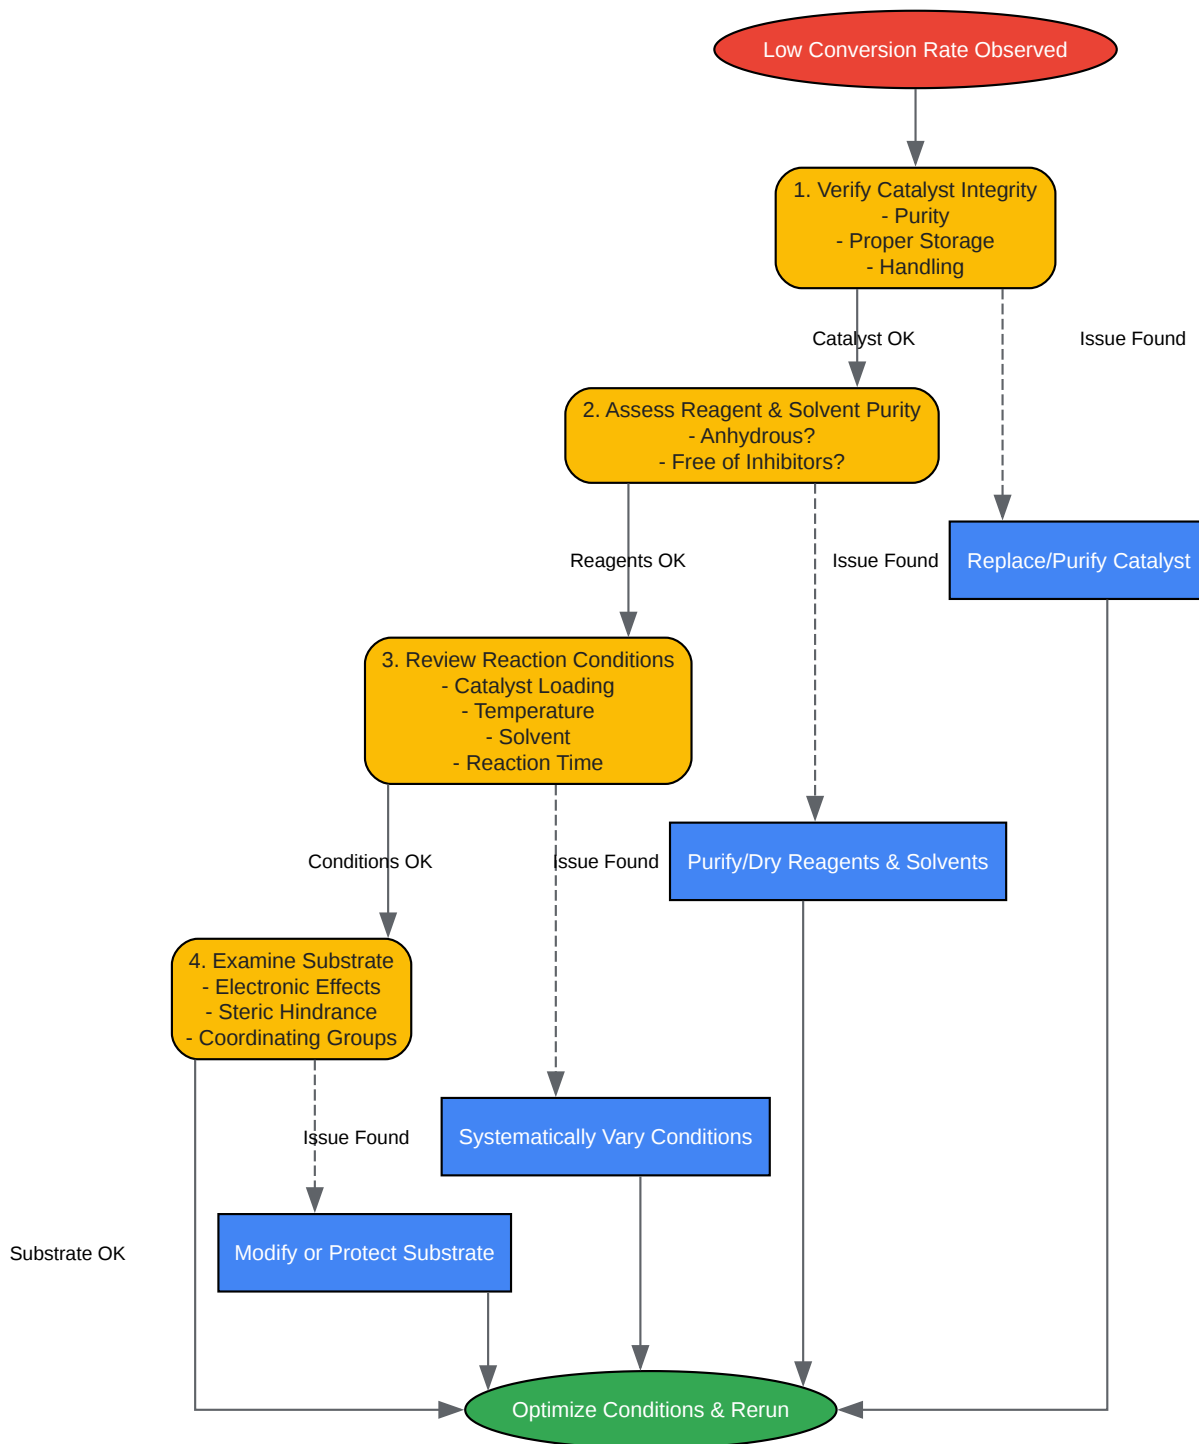 Low Conversion Rate Observed
1. Verify Catalyst Integrity
- Purity
- Proper Storage
- Handling
Catalyst OK
Issue Found
2. Assess Reagent & Solvent Purity
- Anhydrous?
- Free of Inhibitors?
Reagents OK
Issue Found
Replace/Purify Catalyst
3. Review Reaction Conditions
- Catalyst Loading
- Temperature
- Solvent
- Reaction Time
Conditions OK
Issue Found
Purify/Dry Reagents & Solvents
4. Examine Substrate
- Electronic Effects
- Steric Hindrance
- Coordinating Groups
Issue Found
Systematically Vary Conditions
Substrate OK
Modify or Protect Substrate
Optimize Conditions & Rerun